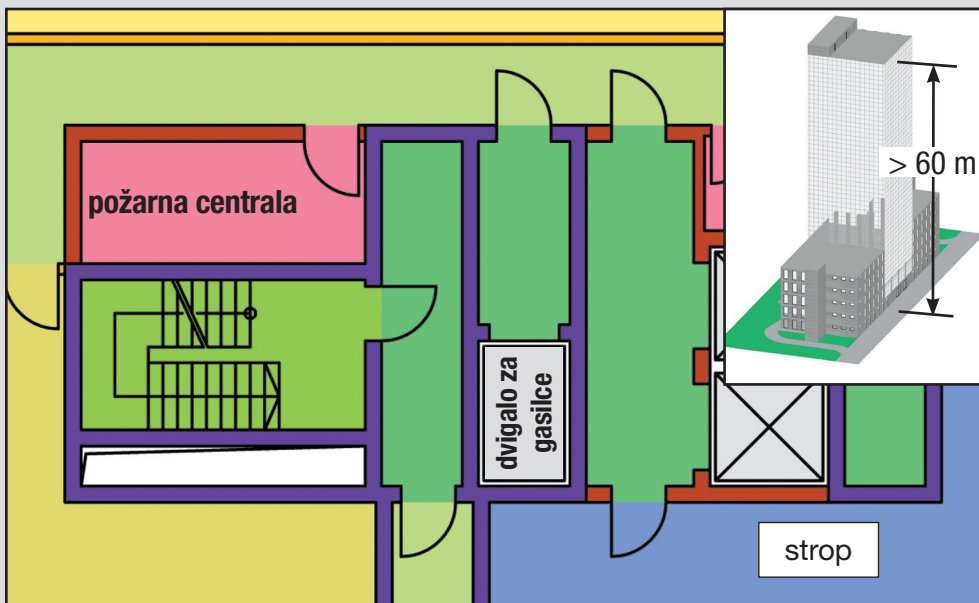 požarna centrala
> 60 m
dvigalo za
gasilce
strop